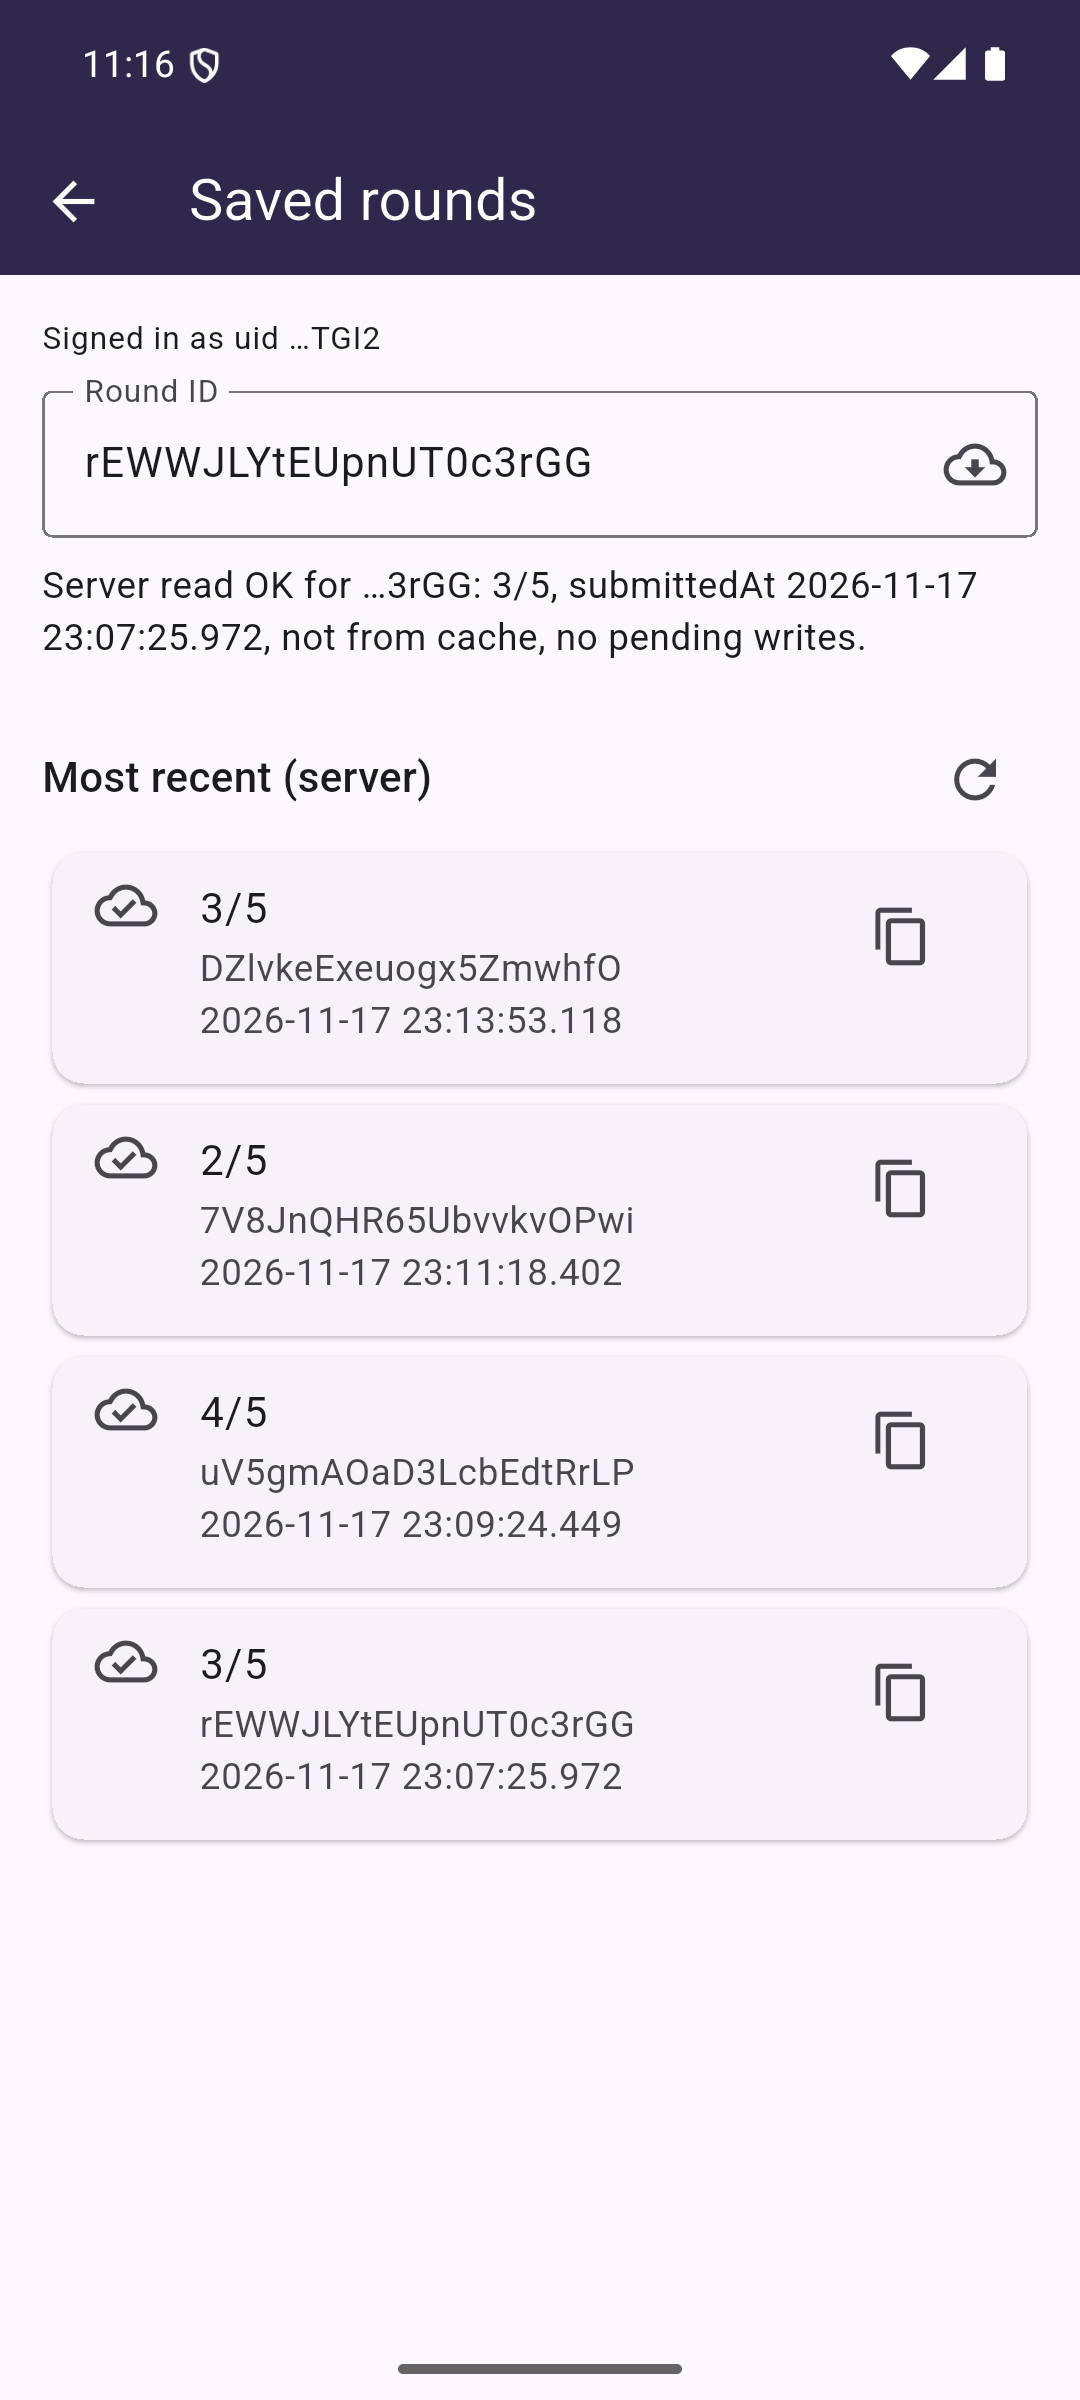 11:16
Saved rounds
Signed in as uid …TGI2
Round ID
rEWWJLYtEUpnUT0c3rGG
Server read OK for …3rGG: 3/5, submittedAt 2026-11-17
23:07:25.972, not from cache, no pending writes.
Most recent (server)
3/5
DZlvkeExeuogx5ZmwhfO
2026-11-17 23:13:53.118
2/5
7V8JnQHR65UbvvkvOPwi
2026-11-17 23:11:18.402
4/5
uV5gmAOaD3LcbEdtRrLP
2026-11-17 23:09:24.449
3/5
rEWWJLYtEUpnUT0c3rGG
2026-11-17 23:07:25.972